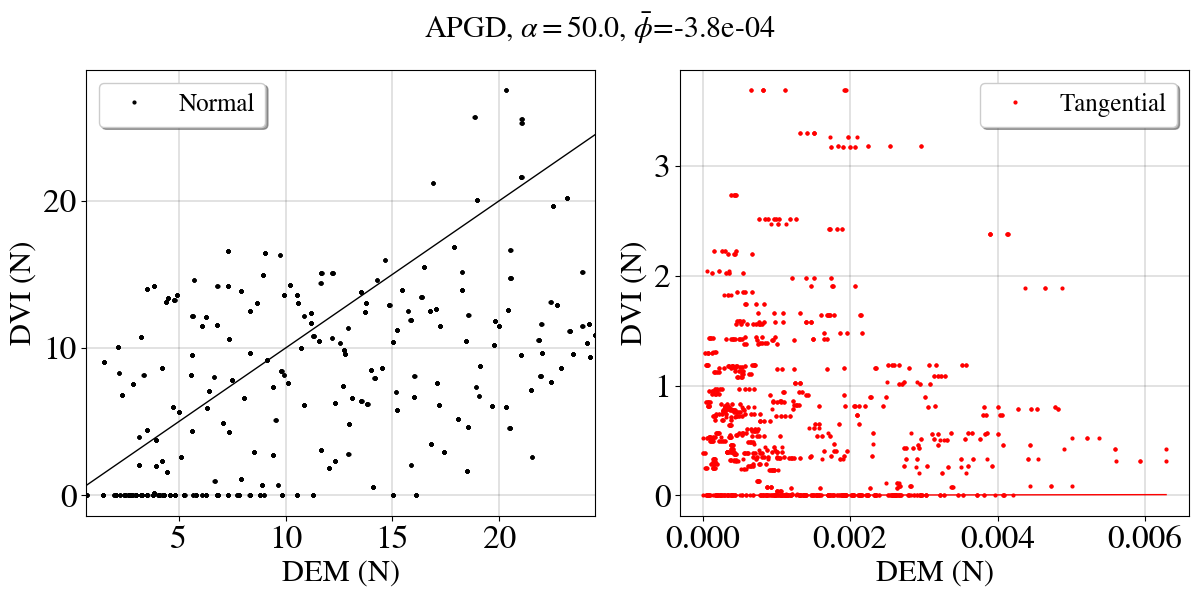 APGD, α = 50.0, ϕ̄=-3.8e-04
Normal
DVI (N)
20
10
0
5 10 15 20
DEM (N)
Tangential
DVI (N)
3
2
1
0
0.000 0.002 0.004 0.006
DEM (N)